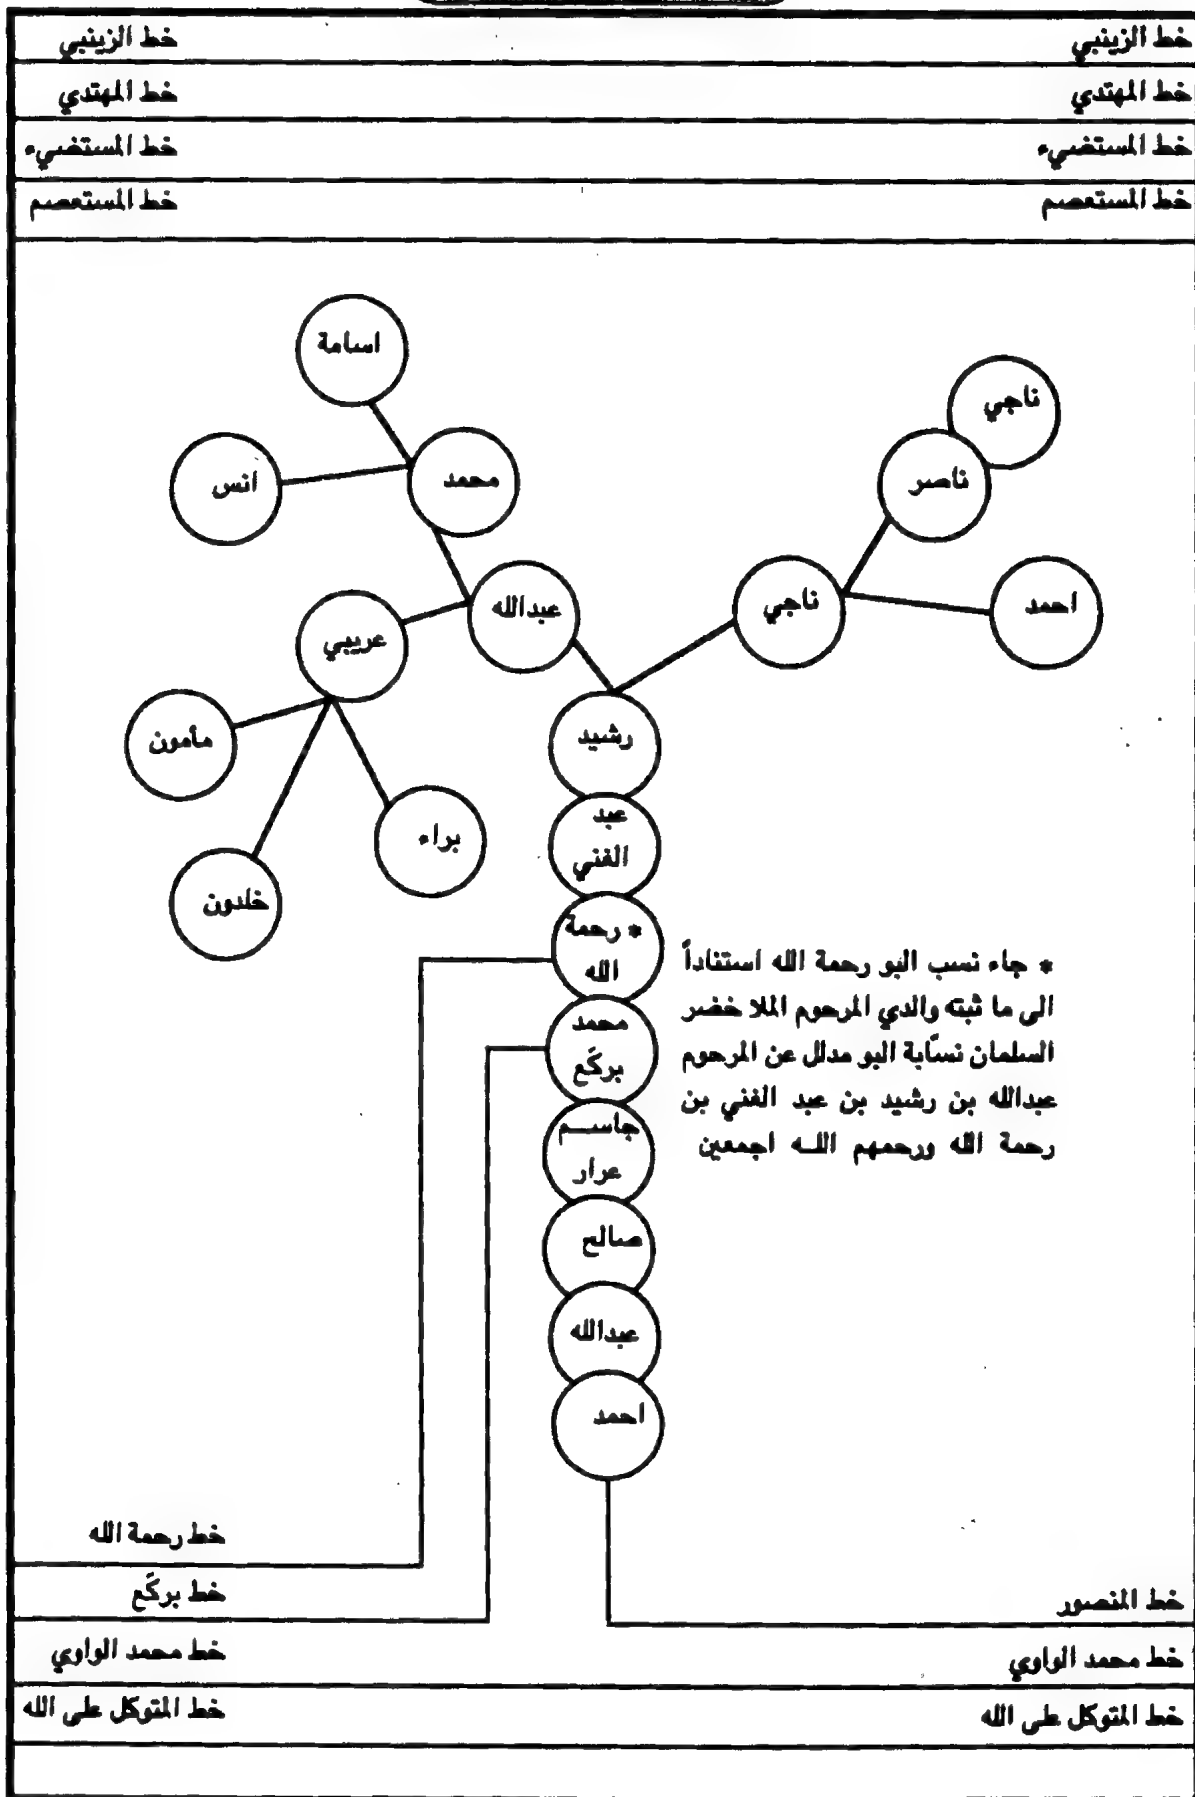 خط الزينبي
خط الزينبي
خط المهتدي
خط المهتدي
خط المستضيء
خط المستضيء
خط المستعصم
خط المستعصم
اسامة
ناجي
محمد
انس
ناصر
عبدالله
ناجي
احمد
عريبي
مأمون
رشيد
براء
خلدون
عبد
الغني
* رحمة
الله
محمد
بركَع
جاسم
عرار
صالح
عبدالله
احمد
* جاء نسب البو رحمة الله استناداً
الى ما ثبته والدي المرحوم الملا خضر
السلمان نسّابة البو مدلل عن المرحوم
عبدالله بن رشيد بن عبد الغني بن
رحمة الله ورحمهم اللـه اجمعين
خط رحمة الله
خط المنصور
خط بركَع
خط محمد الواوي
خط محمد الواوي
خط المتوكل على الله
خط المتوكل على الله